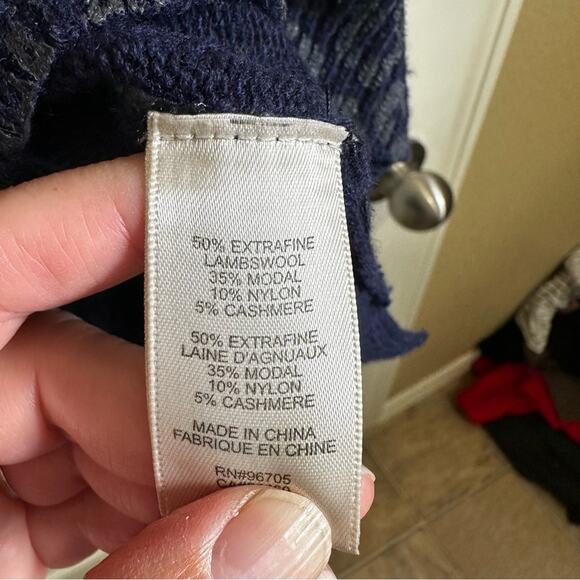 50% EXTRAFINE
LAMBSWOOL
35% MODAL
10% NYLON
5% CASHMERE
50% EXTRAFINE
LAINE D'AGNUAUX
35% MODAL
10% NYLON
5% CASHMERE
MADE IN CHINA
FABRIQUE EN CHINE
RN#96705